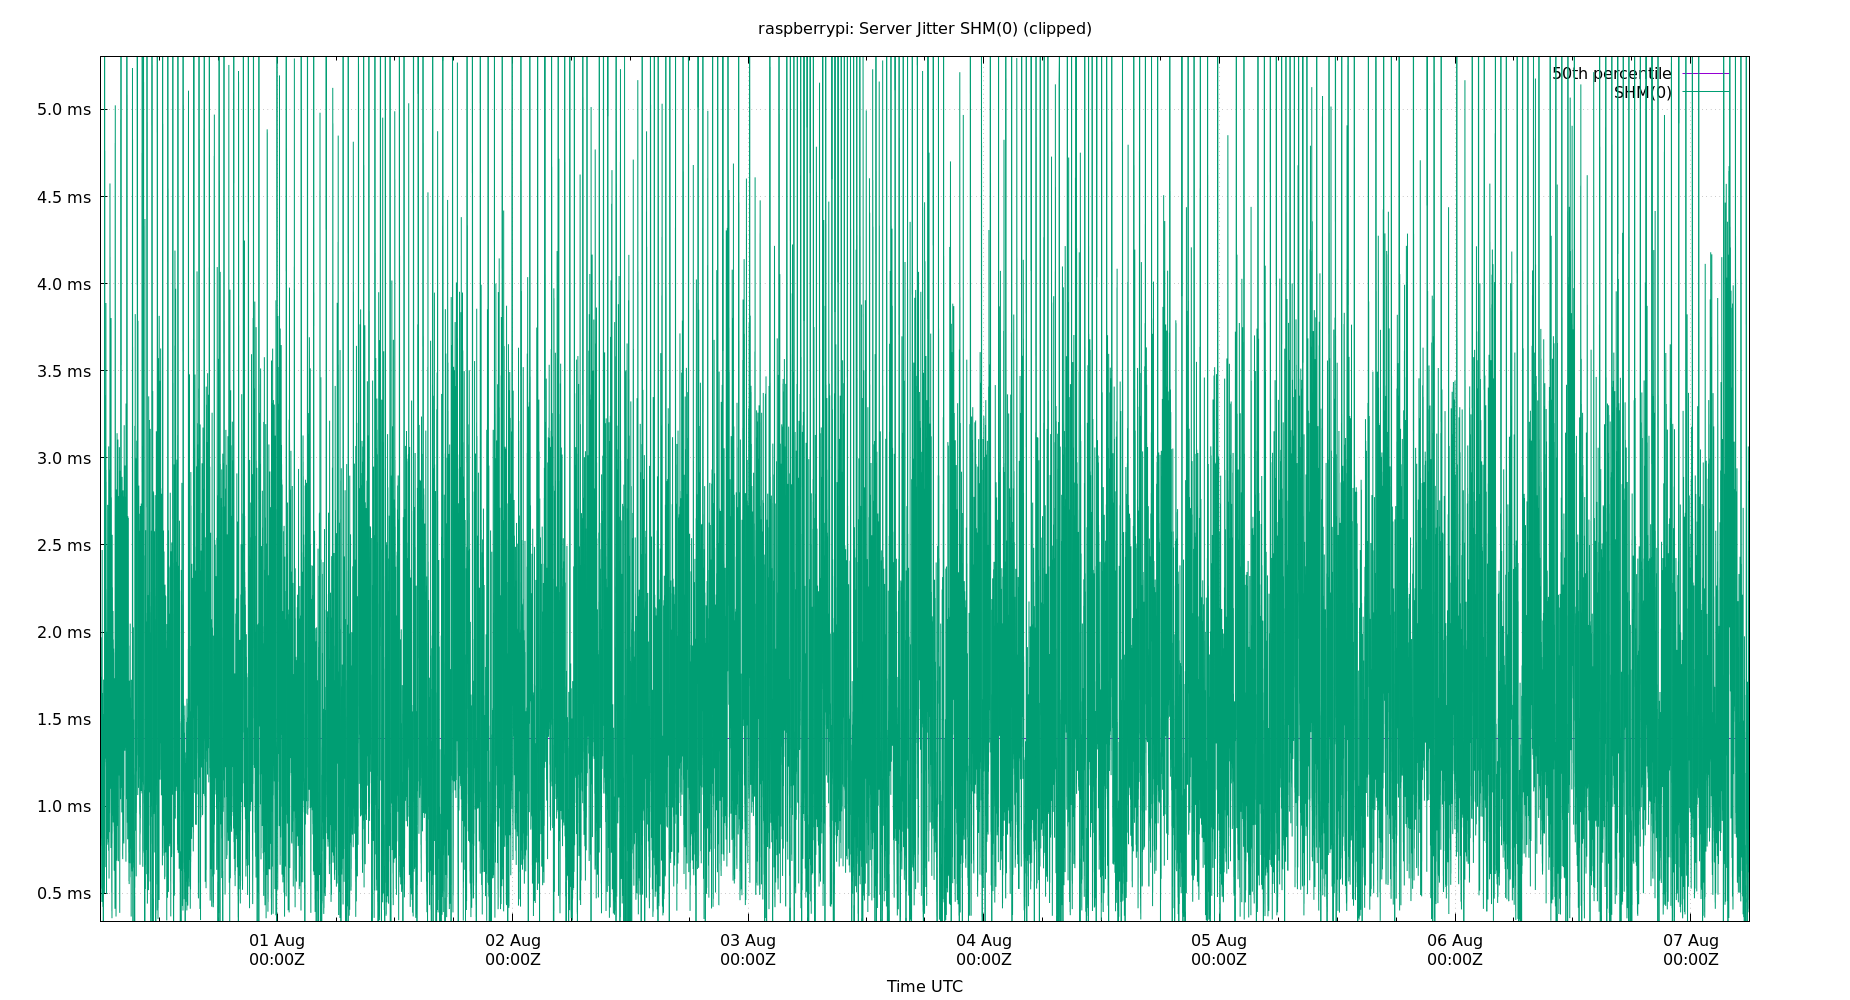 raspberrypi: Server Jitter SHM(0) (clipped)
50th percentile
SHM(0)
5.0 ms
4.5 ms
4.0 ms
3.5 ms
3.0 ms
2.5 ms
2.0 ms
1.5 ms
1.0 ms
0.5 ms
01 Aug 02 Aug 03 Aug 04 Aug 05 Aug 06 Aug 07 Aug
00:00Z 00:00Z 00:00Z 00:00Z 00:00Z 00:00Z 00:00Z
Time UTC